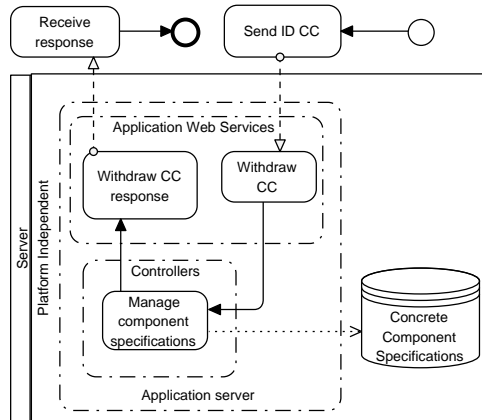 Receive
response
Send ID CC
Server
Platform Independent
Application Web Services
Withdraw CC
response
Withdraw
CC
Controllers
Manage
component
specifications
Concrete
Component
Specifications
Application server